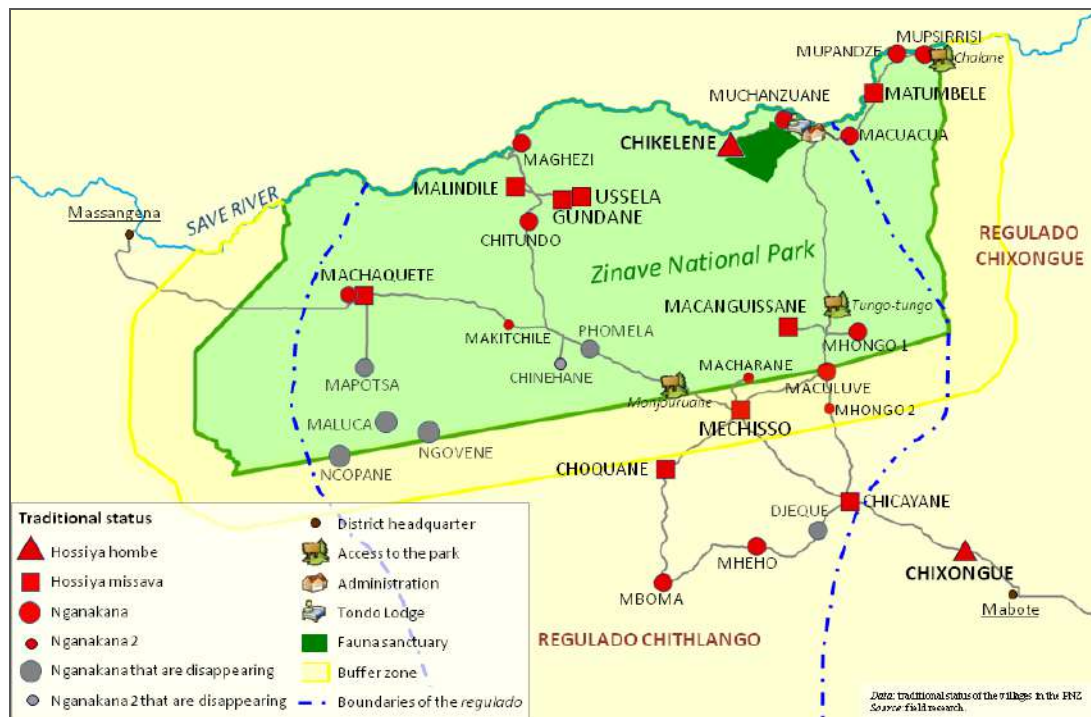 MUPSIRRISI
MUPANDZE
Chalane
MATUMBELE
MUCHANZUANE
MACUACUA
CHIKELENE
MAGHEZI
MALINDILE
USSELA
GUNDANE
SAVE RIVER
Massangena
CHITUNDO
REGULADO
CHIXONGUE
Zinave National Park
MACHAQUETE
MACANGUISSANE
Tungo-tungo
MAKITCHILE
PHOMELA
MHONGO 1
CHINEHANE
MACHARANE
MAPOTSA
MACULUVE
Monjouruane
MHONGO 2
MALUCA
MECHISSO
NGOVENE
NCOPANE
CHOQUANE
CHICAYANE
DJEQUE
MHEHO
CHIXONGUE
MBOMA
Mabote
REGULADO CHITHLANGO
Traditional status
Hossiya hombe
Hossiya missava
Nganakana
Nganakana 2
Nganakana that are disappearing
Nganakana 2 that are disappearing
District headquarter
Access to the park
Administration
Tondo Lodge
Fauna sanctuary
Buffer zone
Boundaries of the regulado
Data: traditional status of the villages in the PNZ
Source: field research.